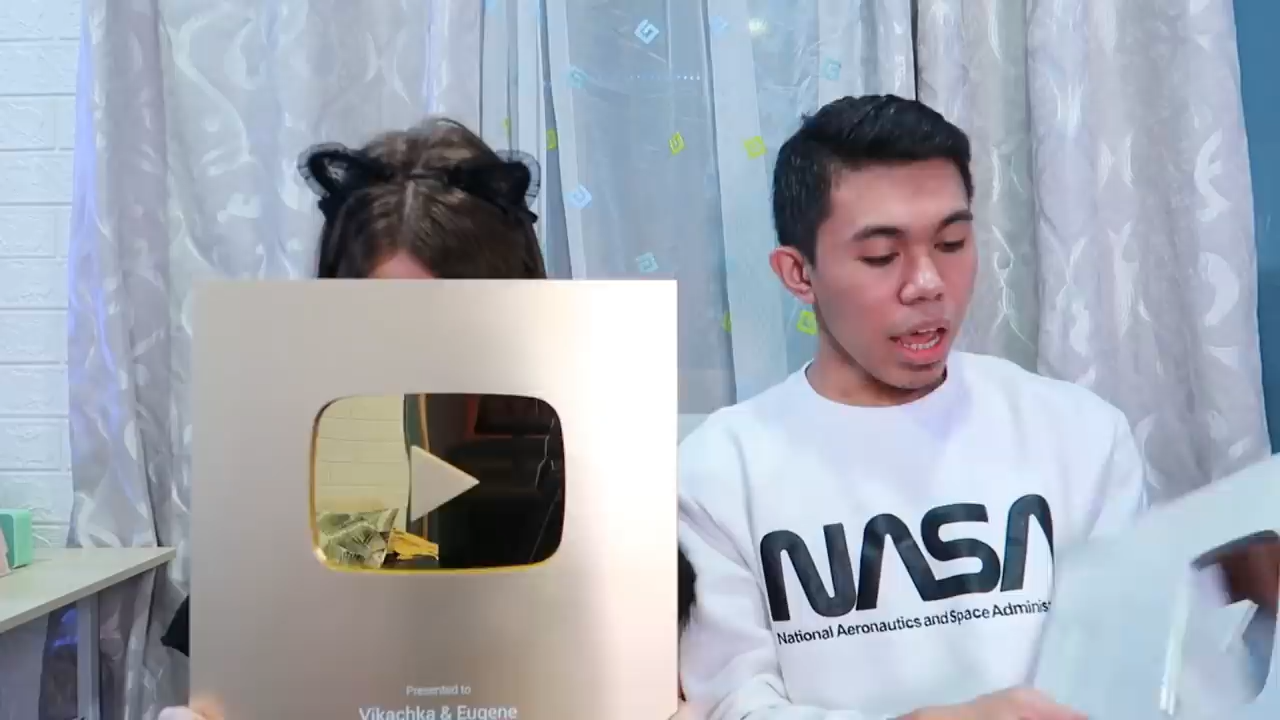 NASA
National Aeronautics and Space Adminis
Presented to
Vikachka & Eugene